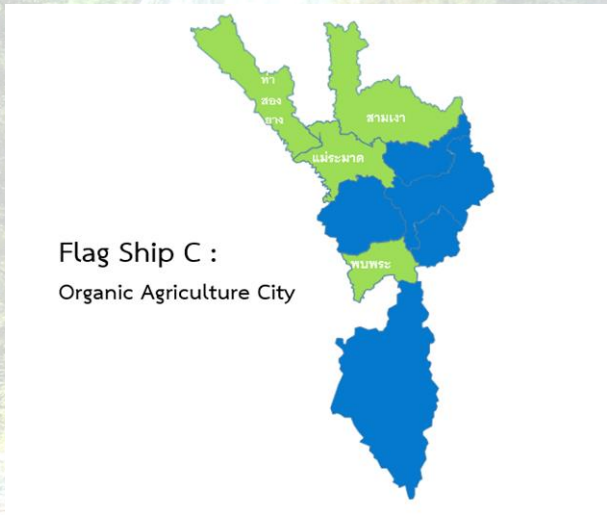 ท่า
สอง
ยาง
สามเงา
แม่ระมาด
พบพระ
Flag Ship C :
Organic Agriculture City